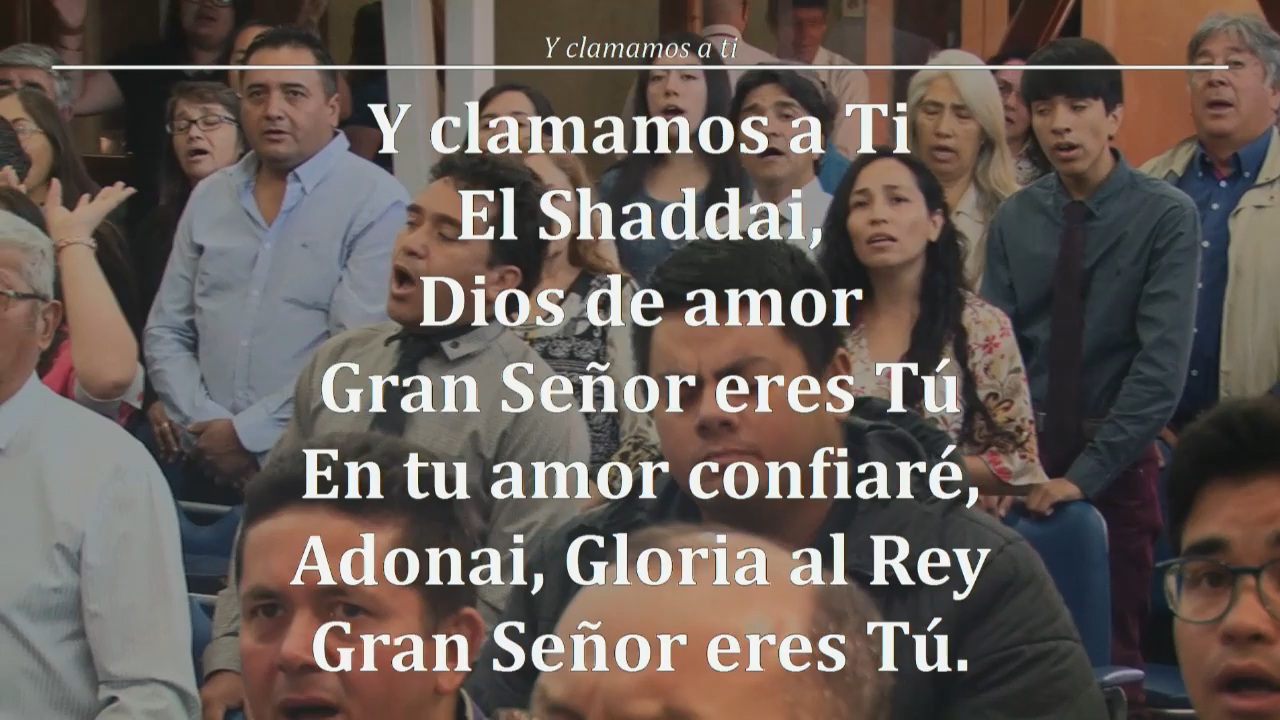 Y clamamos a ti
Y clamamos a Ti
El Shaddai,
Dios de amor
Gran Señor eres Tú
En tu amor confiaré,
Adonai, Gloria al Rey
Gran Señor eres Tú.